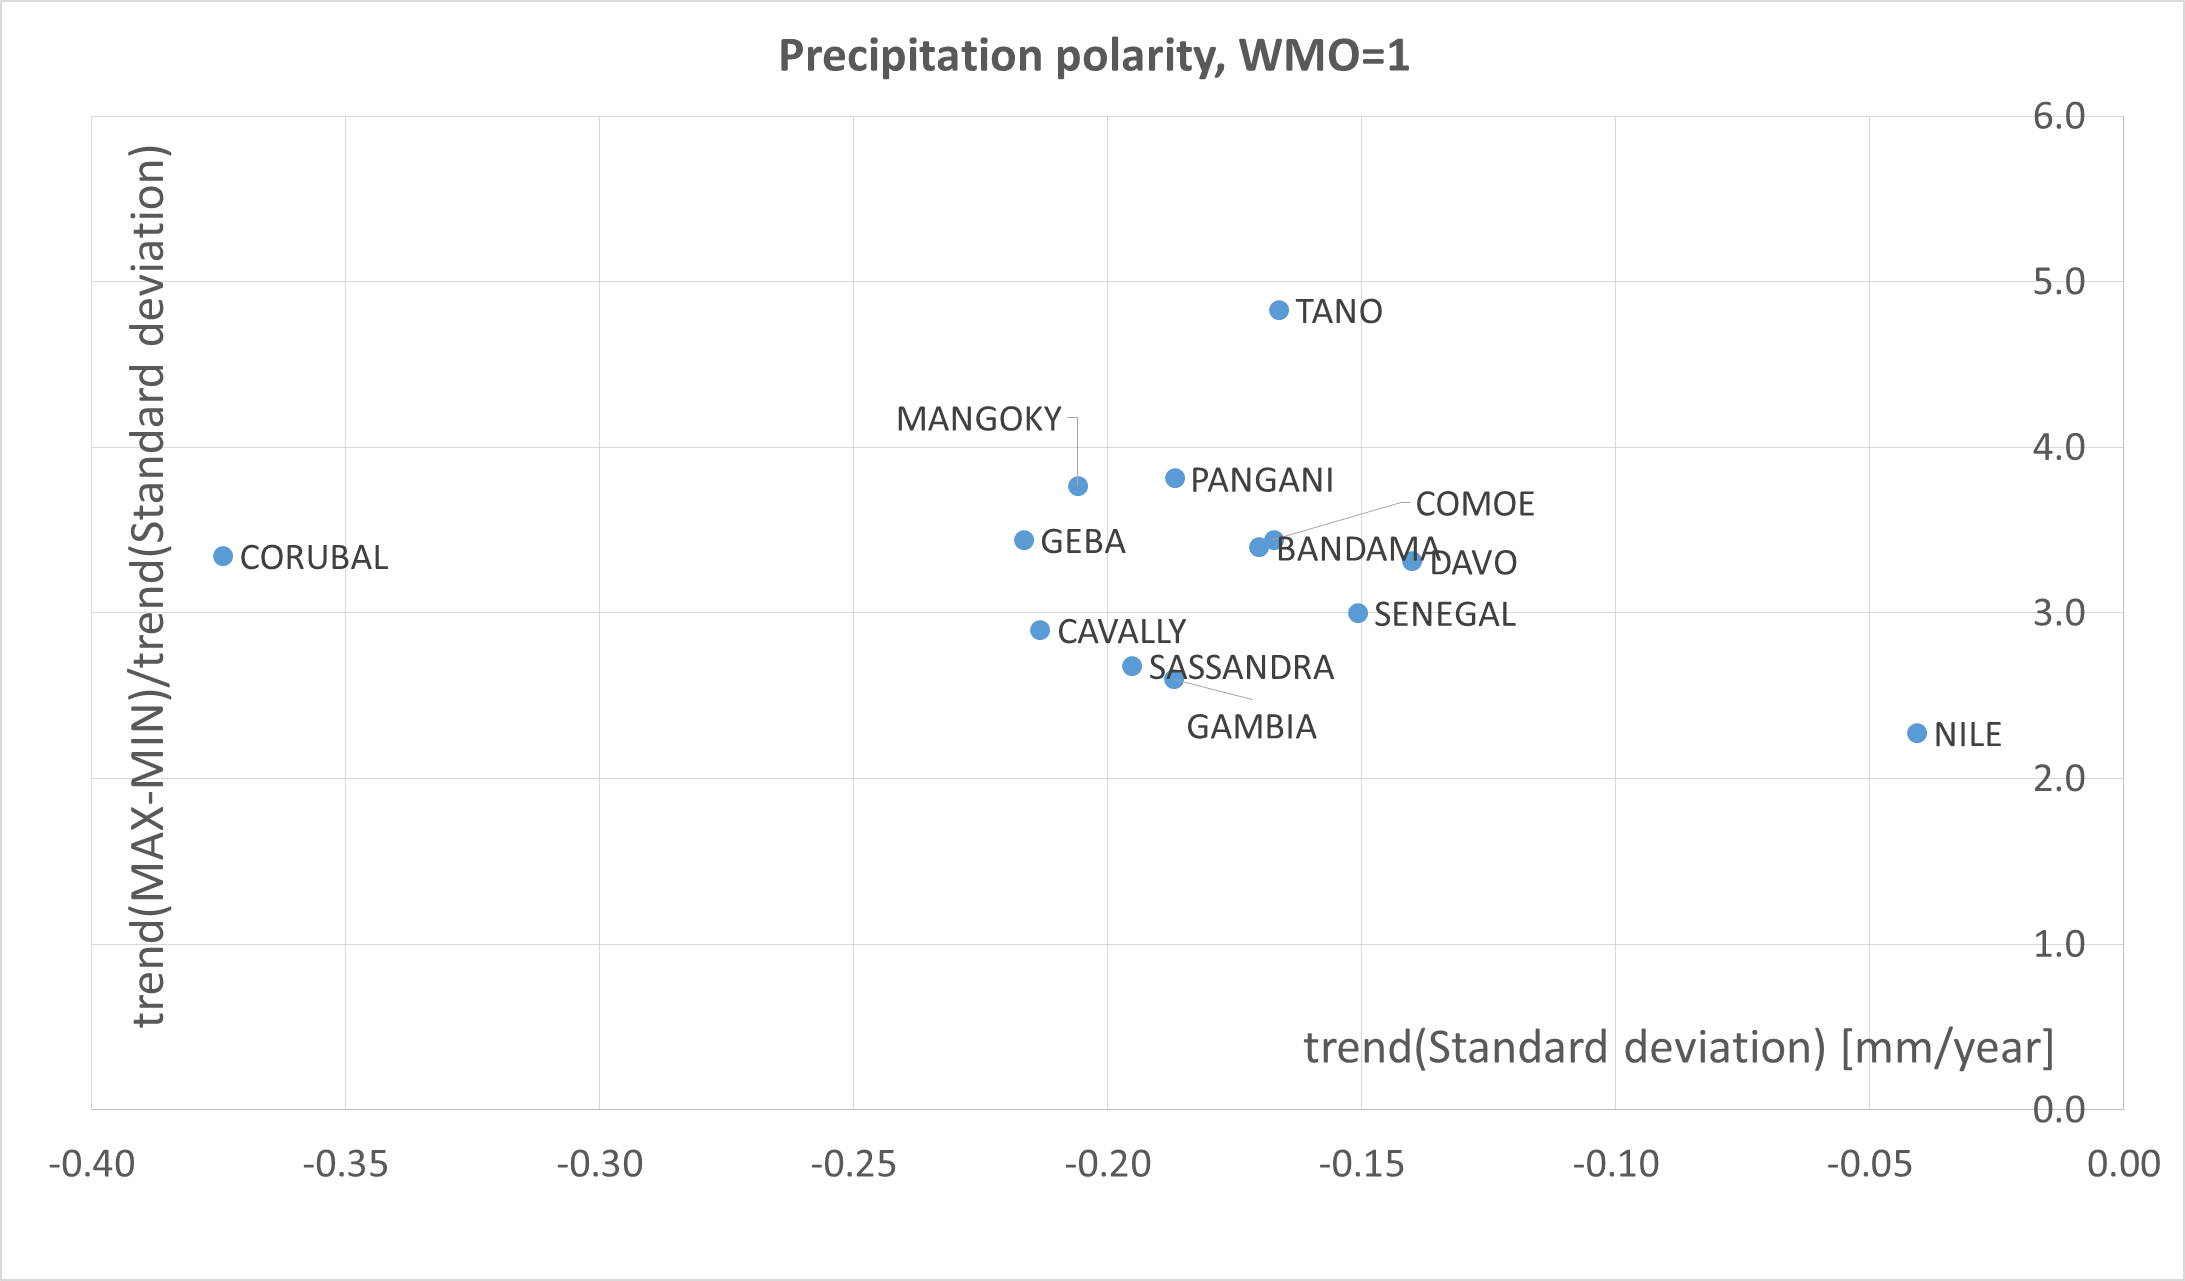 Precipitation polarity, WMO=1
trend(MAX-MIN)/trend(Standard deviation)
6.0
5.0
TANO
MANGOKY
4.0
PANGANI
COMOE
GEBA
BANDAMA
CORUBAL
DAVO
3.0
SENEGAL
CAVALLY
SASSANDRA
GAMBIA
NILE
2.0
1.0
trend(Standard deviation) [mm/year]
0.0
-0.40 -0.35 -0.30 -0.25 -0.20 -0.15 -0.10 -0.05 0.00